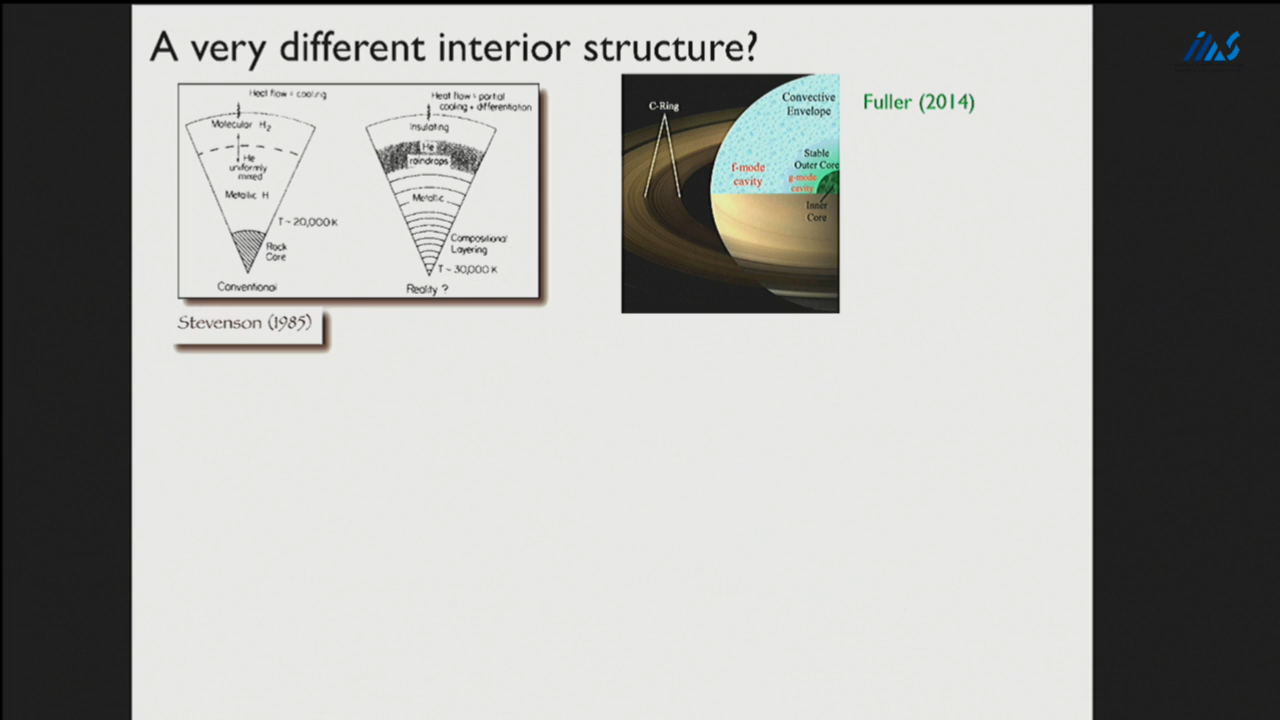 A very different interior structure?
Heat flow = cooling
Molecular H2
He
uniformly
mixed
Metallic H
T ~ 20,000 K
Rock
Core
Conventional
Heat flow = partial
cooling + differentiation
Insulating
He
raindrops
Metallic
Compositional
Layering
T ~ 30,000 K
Reality ?
Stevenson (1985)
C-Ring
Convective
Envelope
Stable
Outer Core
f-mode
cavity
g-mode
cavity
Inner
Core
Fuller (2014)